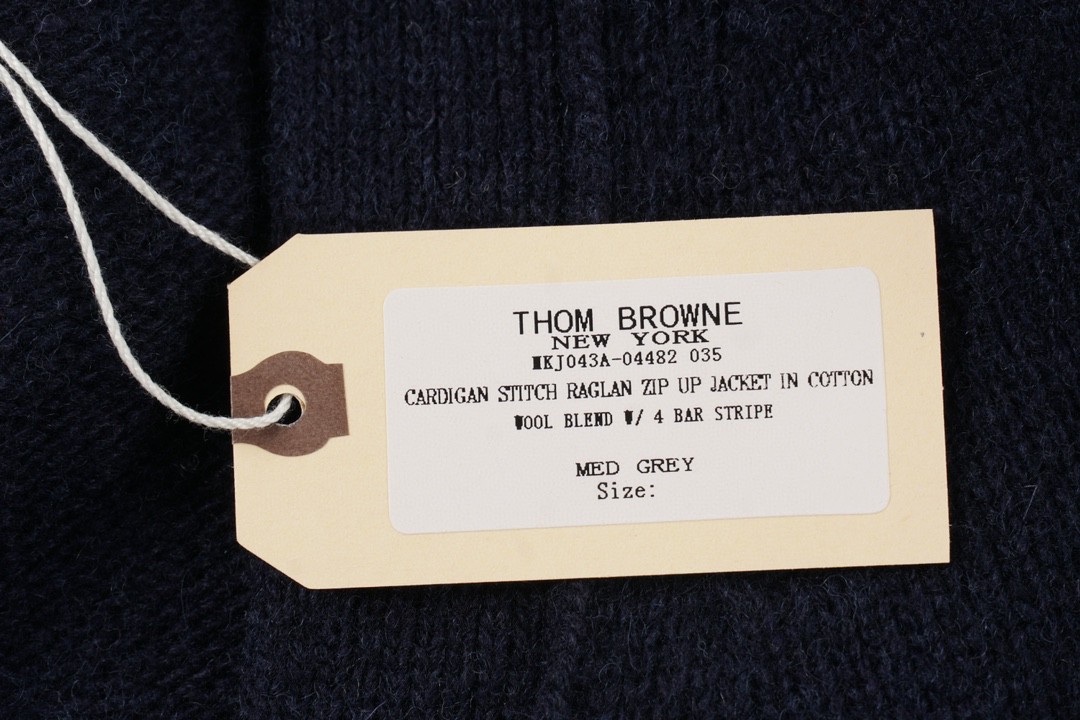 THOM BROWNE
NEW YORK
MKJ043A-04482 035
CARDIGAN STITCH RAGLAN ZIP UP JACKET IN COTTON
WOOL BLEND W/ 4 BAR STRIPE
MED GREY
Size: